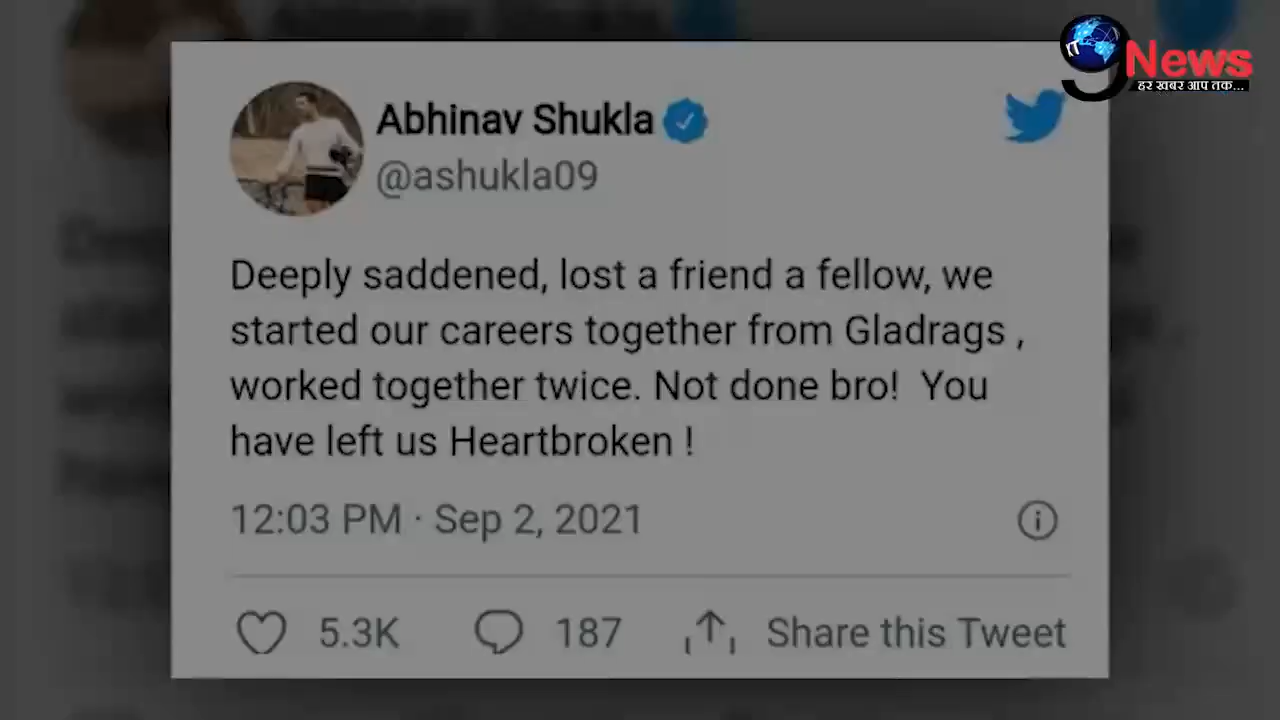 9 News
हर खबर आप तक...
Abhinav Shukla
@ashukla09
Deeply saddened, lost a friend a fellow, we
started our careers together from Gladrags ,
worked together twice. Not done bro!  You
have left us Heartbroken !
12:03 PM · Sep 2, 2021
5.3K 187 Share this Tweet